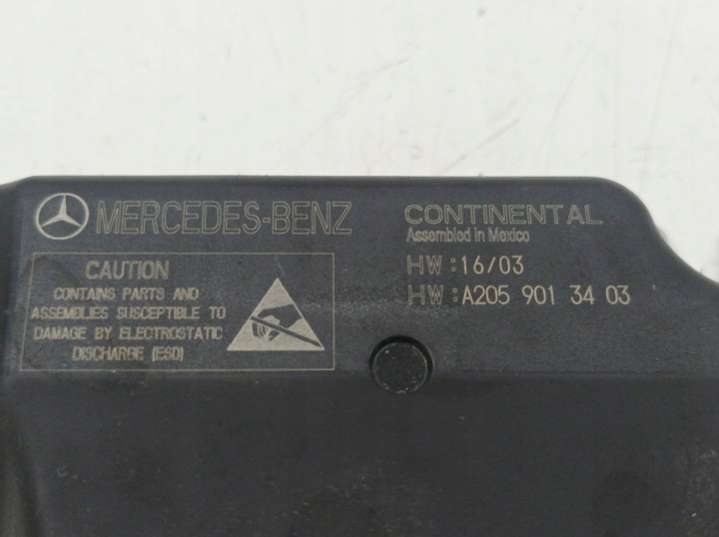 MERCEDES-BENZ
CONTINENTAL
Assembled in Mexico
HW:16/03
HW:A205 901 34 03
CAUTION
CONTAINS PARTS AND
ASSEMBLIES SUSCEPTIBLE TO
DAMAGE BY ELECTROSTATIC
DISCHARGE (ESD)